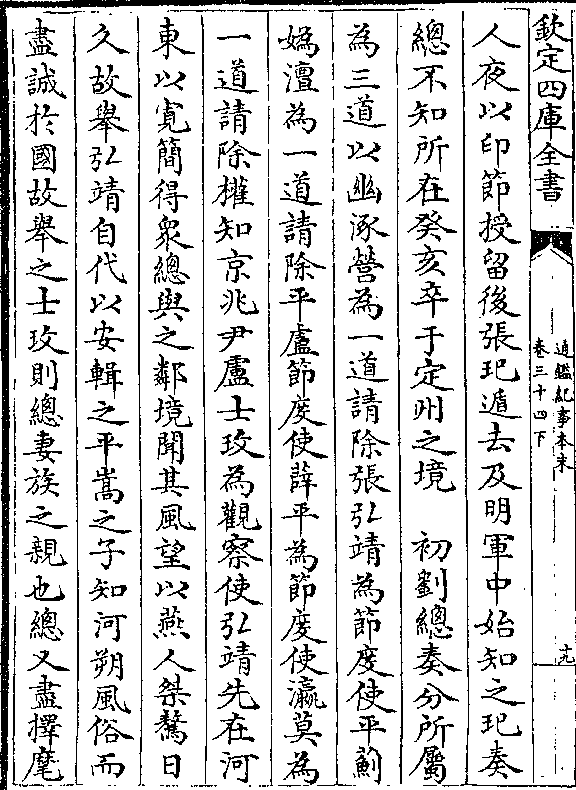 欽定四庫全書
通鑑紀事本末
卷三十四下
十九
人夜以印節授留後張玘遁去及明軍中始知之玘奏
總不知所在癸亥卒于定州之境　初劉總奏分所屬
為三道以幽涿營為一道請除張弘靖為節度使平薊
媯澶為一道請除平盧節度使薛平為節度使瀛莫為
一道請除權知京兆尹盧士玫為觀察使弘靖先在河
東以寛簡得衆總與之鄰境聞其風望以燕人桀驁日
久故舉弘靖自代以安輯之平嵩之子知河朔風俗而
盡誠於國故舉之士玫則總妻族之親也總又盡擇麾